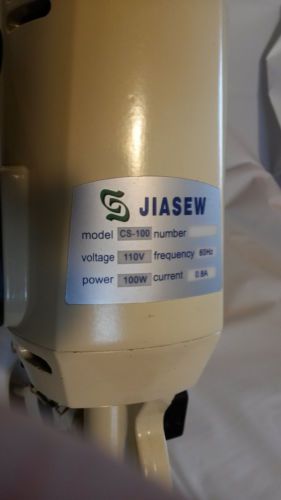 JIASEW
model CS-100 number
voltage 110V frequency 60Hz
power 100W current 0.8A